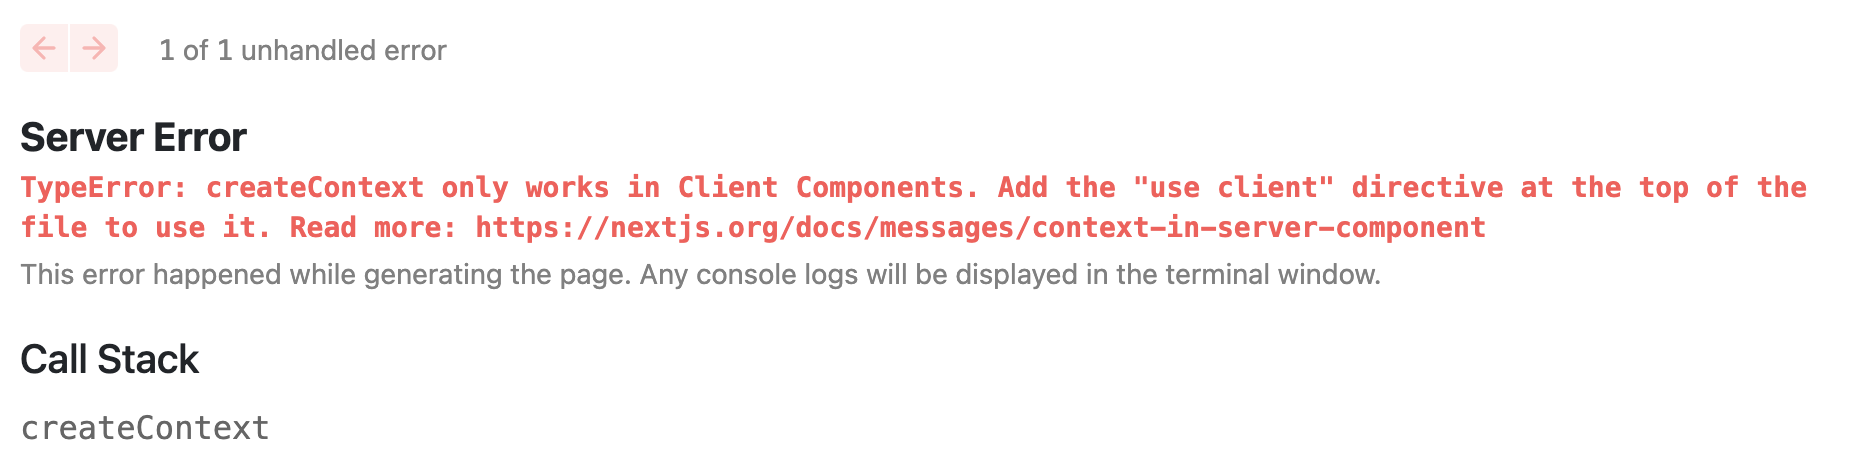 1 of 1 unhandled error
Server Error
TypeError: createContext only works in Client Components. Add the "use client" directive at the top of the
file to use it. Read more: https://nextjs.org/docs/messages/context-in-server-component
This error happened while generating the page. Any console logs will be displayed in the terminal window.
Call Stack
createContext